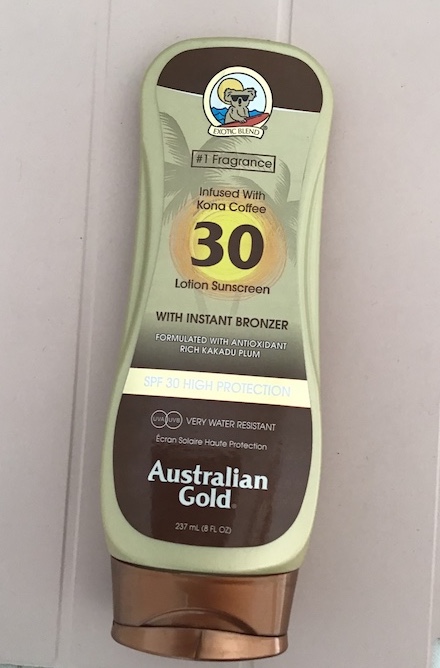 EXOTIC BLEND
#1 Fragrance
Infused With
Kona Coffee
30
Lotion Sunscreen
WITH INSTANT BRONZER
FORMULATED WITH ANTIOXIDANT
RICH KAKADU PLUM
SPF 30 HIGH PROTECTION
UVA UVB VERY WATER RESISTANT
Écran Solaire Haute Protection
Australian
Gold®
237 mL (8 FL OZ)